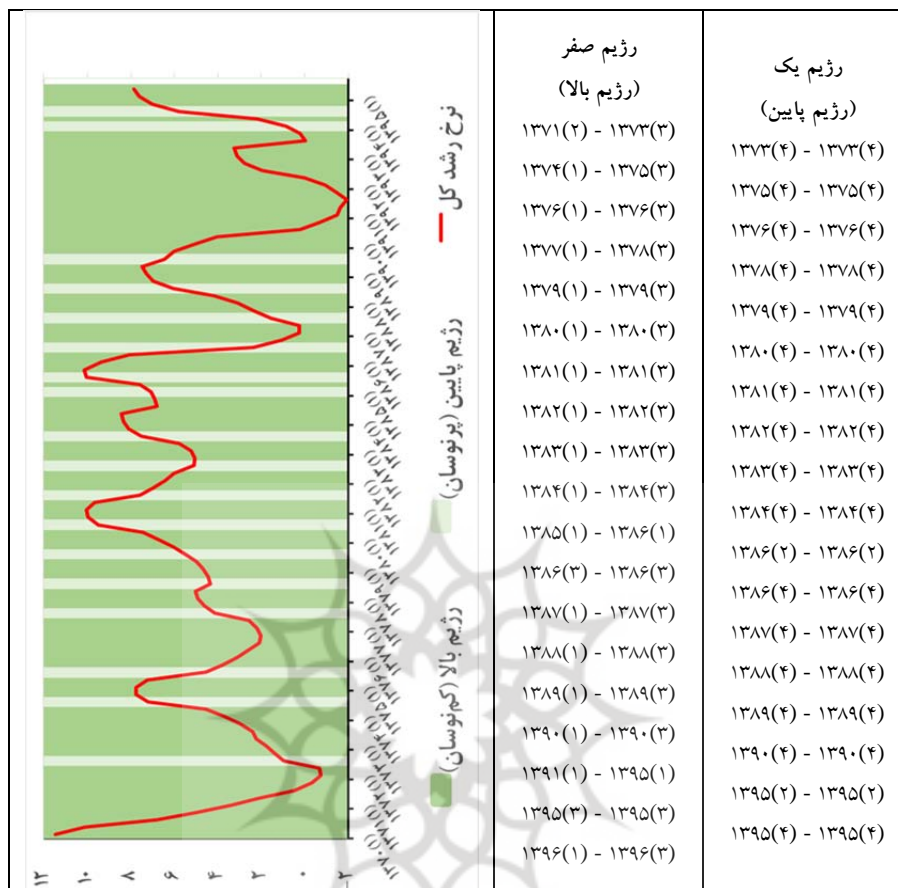 رژیم یک
(رژیم پایین)
۱۳۷۳(۴) - ۱۳۷۳(۴)
۱۳۷۵(۴) - ۱۳۷۵(۴)
۱۳۷۶(۴) - ۱۳۷۶(۴)
۱۳۷۸(۴) - ۱۳۷۸(۴)
۱۳۷۹(۴) - ۱۳۷۹(۴)
۱۳۸۰(۴) - ۱۳۸۰(۴)
۱۳۸۱(۴) - ۱۳۸۱(۴)
۱۳۸۲(۴) - ۱۳۸۲(۴)
۱۳۸۳(۴) - ۱۳۸۳(۴)
۱۳۸۴(۴) - ۱۳۸۴(۴)
۱۳۸۶(۲) - ۱۳۸۶(۲)
۱۳۸۶(۴) - ۱۳۸۶(۴)
۱۳۸۷(۴) - ۱۳۸۷(۴)
۱۳۸۸(۴) - ۱۳۸۸(۴)
۱۳۸۹(۴) - ۱۳۸۹(۴)
۱۳۹۰(۴) - ۱۳۹۰(۴)
۱۳۹۵(۲) - ۱۳۹۵(۲)
۱۳۹۵(۴) - ۱۳۹۵(۴)
رژیم صفر
(رژیم بالا)
۱۳۷۱(۲) - ۱۳۷۳(۳)
۱۳۷۴(۱) - ۱۳۷۵(۳)
۱۳۷۶(۱) - ۱۳۷۶(۳)
۱۳۷۷(۱) - ۱۳۷۸(۳)
۱۳۷۹(۱) - ۱۳۷۹(۳)
۱۳۸۰(۱) - ۱۳۸۰(۳)
۱۳۸۱(۱) - ۱۳۸۱(۳)
۱۳۸۲(۱) - ۱۳۸۲(۳)
۱۳۸۳(۱) - ۱۳۸۳(۳)
۱۳۸۴(۱) - ۱۳۸۴(۳)
۱۳۸۵(۱) - ۱۳۸۶(۱)
۱۳۸۶(۳) - ۱۳۸۶(۳)
۱۳۸۷(۱) - ۱۳۸۷(۳)
۱۳۸۸(۱) - ۱۳۸۸(۳)
۱۳۸۹(۱) - ۱۳۸۹(۳)
۱۳۹۰(۱) - ۱۳۹۰(۳)
۱۳۹۱(۱) - ۱۳۹۵(۱)
۱۳۹۵(۳) - ۱۳۹۵(۳)
۱۳۹۶(۱) - ۱۳۹۶(۳)
نرخ رشد کل
رژیم پایین (پرنوسان)
رژیم بالا (کم‌نوسان)
۱۲
۱۰
۸
۶
۴
۲
۰
۲